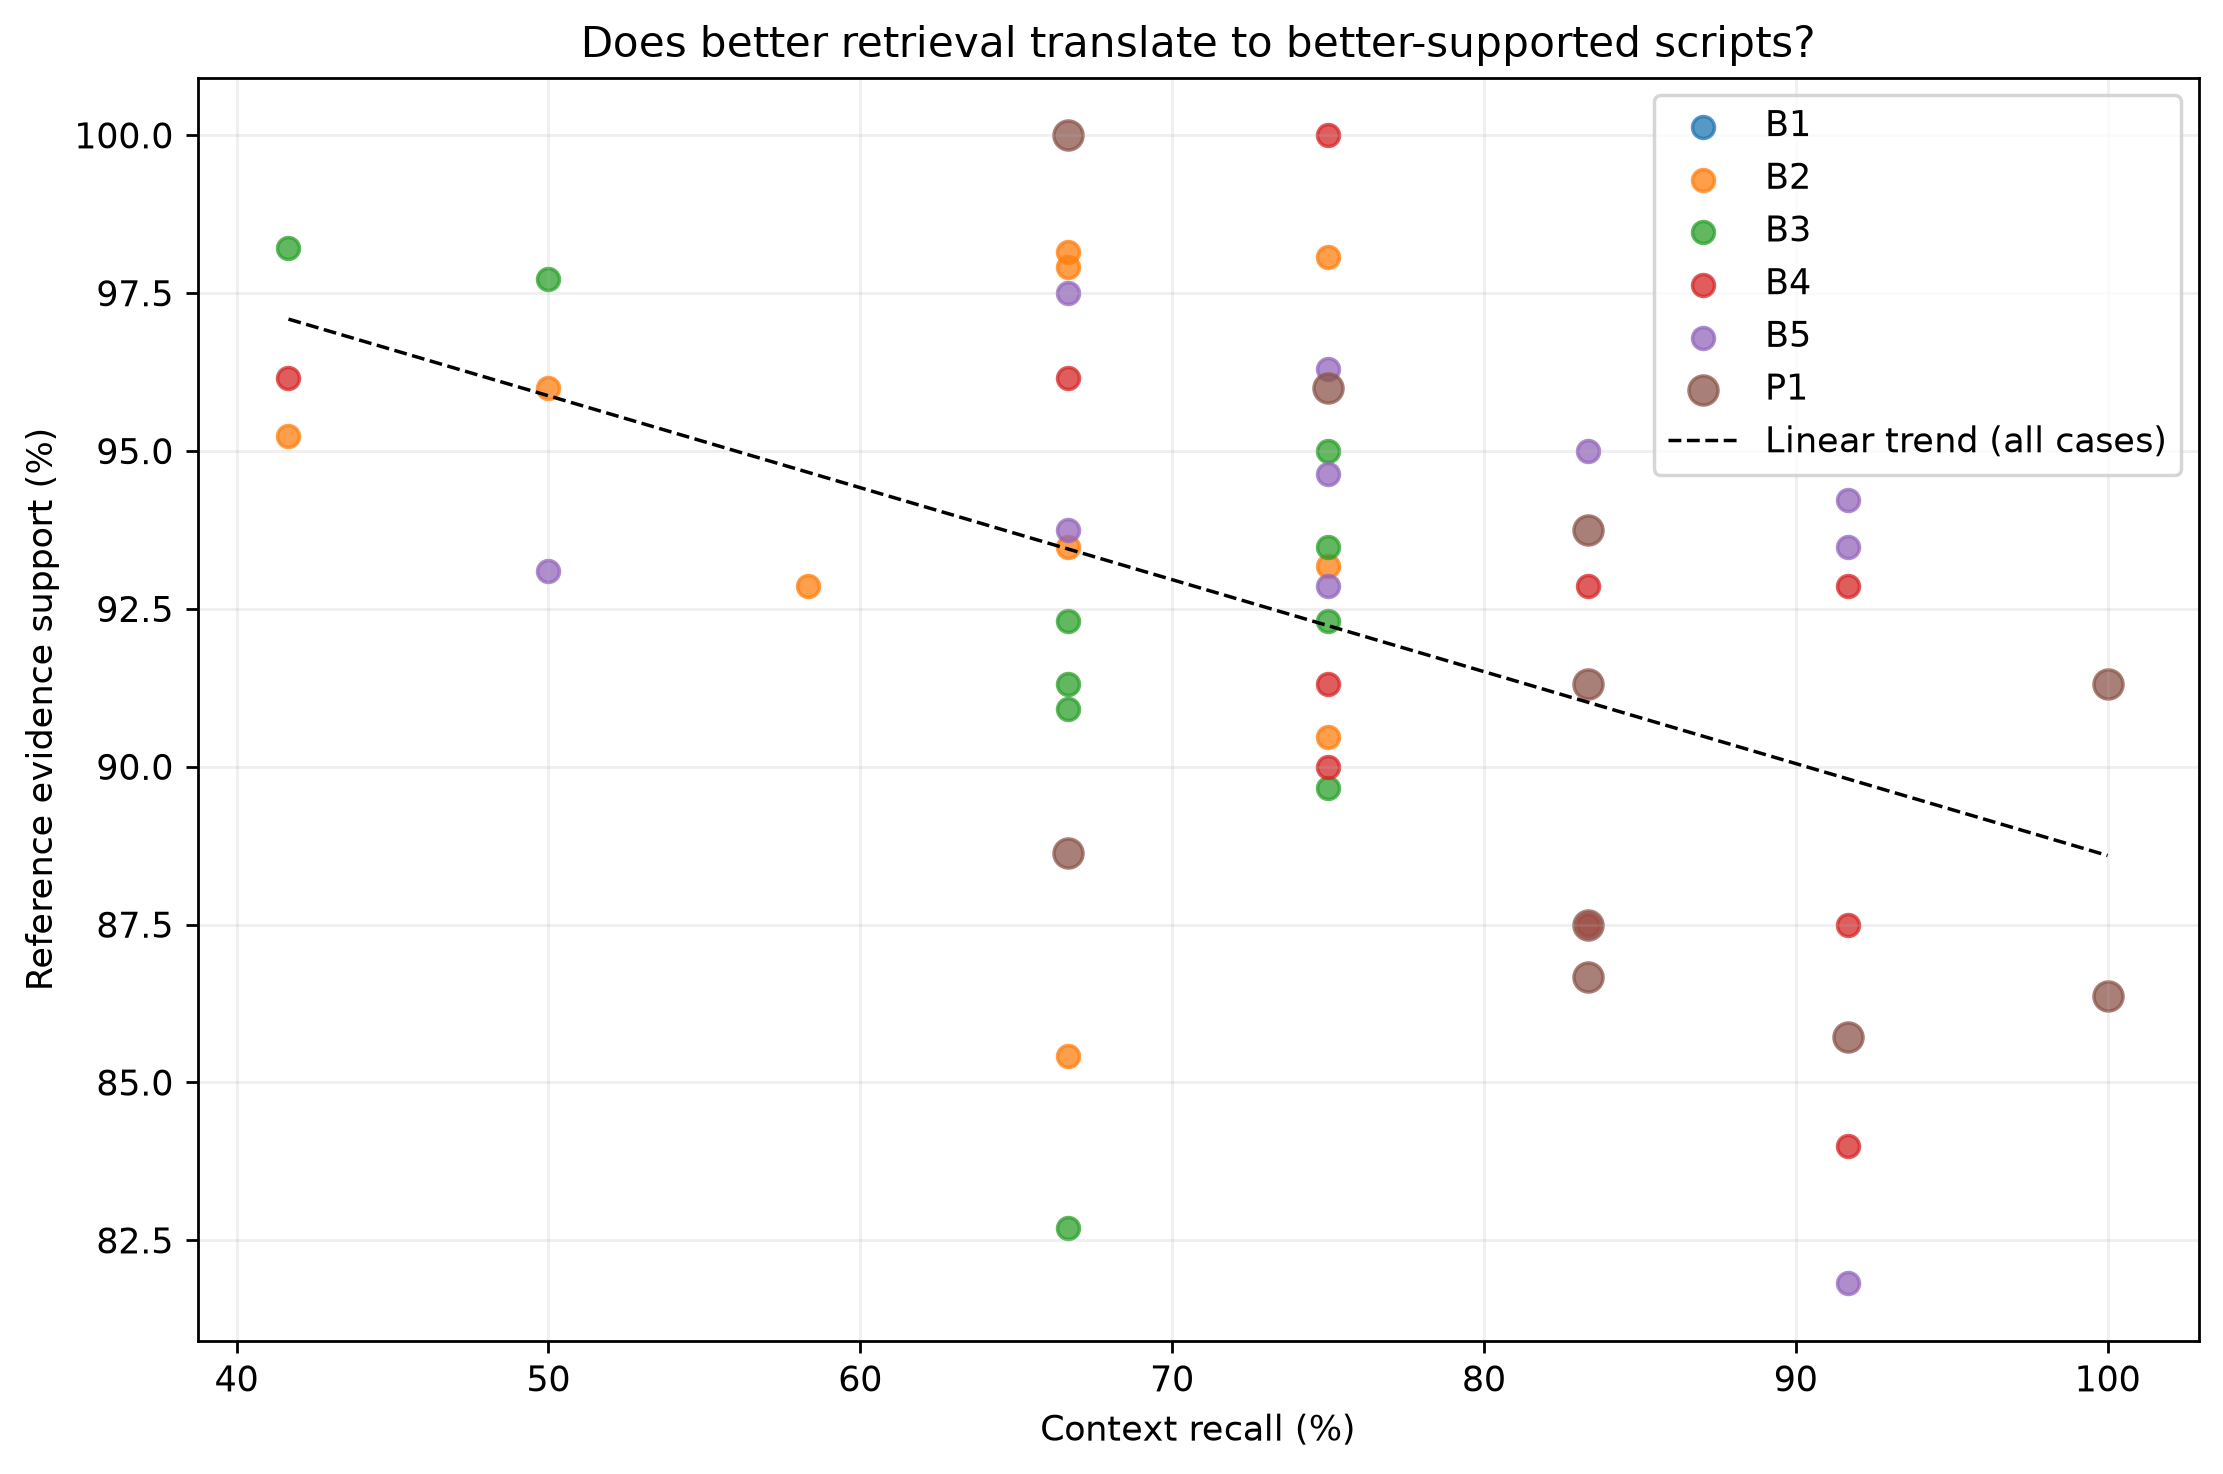 Does better retrieval translate to better-supported scripts?
B1
B2
B3
B4
B5
P1
Linear trend (all cases)
Reference evidence support (%)
100.0
97.5
95.0
92.5
90.0
87.5
85.0
82.5
40 50 60 70 80 90 100
Context recall (%)